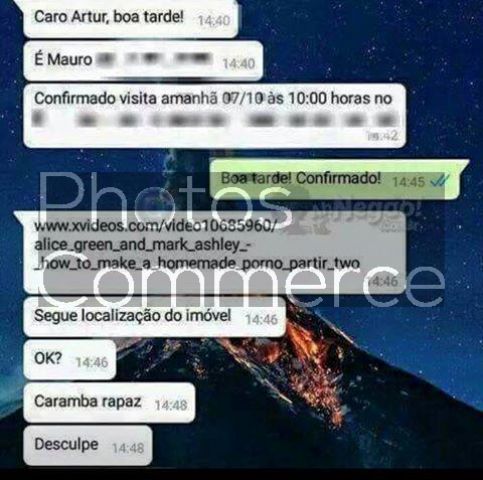 Caro Artur, boa tarde! 14:40
É Mauro 14:40
Confirmado visita amanhã 07/10 às 10:00 horas no
14:42
Boa tarde! Confirmado! 14:45
Photos
AhNegão!
www.xvideos.com/video10685960/
alice_green_and_mark_ashley_-
_how_to_make_a_homemade_porno_partir_two
14:46
Commerce
Segue localização do imóvel 14:46
OK? 14:46
Caramba rapaz 14:48
Desculpe 14:48